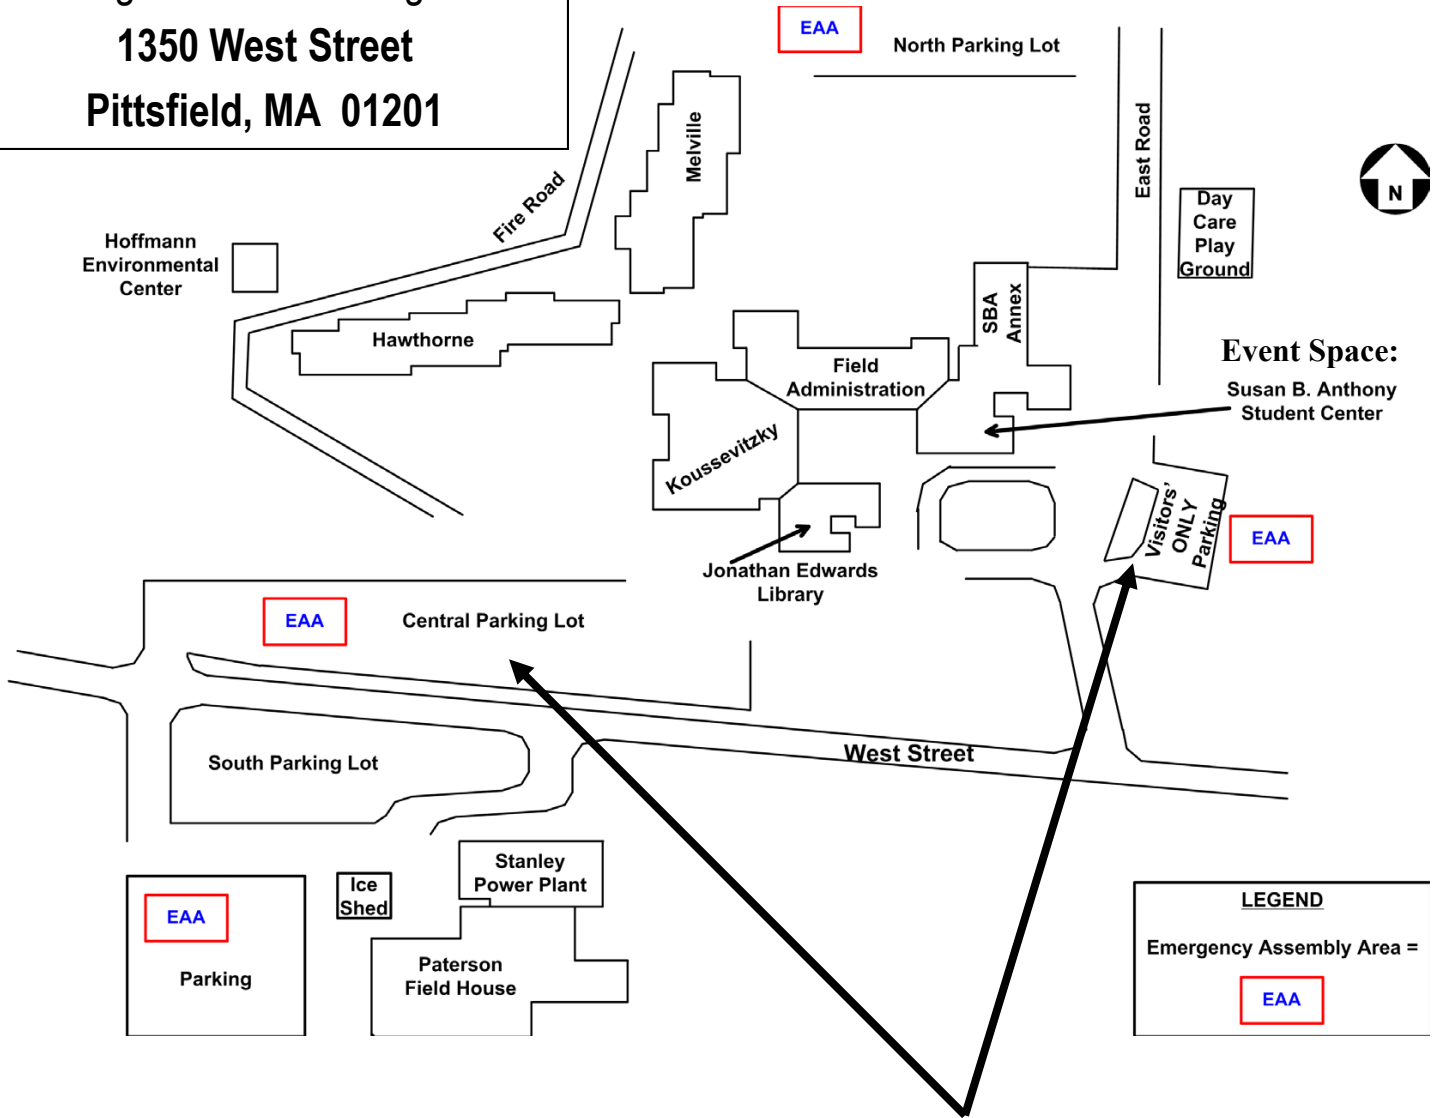 1350 West Street
Pittsfield, MA 01201
EAA
North Parking Lot
Melville
East Road
Fire Road
N
Day
Care
Play
Ground
Hoffmann
Environmental
Center
SBA
Annex
Hawthorne
Event Space:
Susan B. Anthony
Student Center
Field
Administration
Koussevitzky
Visitors'
ONLY
Parking
EAA
Jonathan Edwards
Library
EAA
Central Parking Lot
West Street
South Parking Lot
Stanley
Power Plant
Ice
Shed
EAA
Parking
Paterson
Field House
LEGEND
Emergency Assembly Area =
EAA